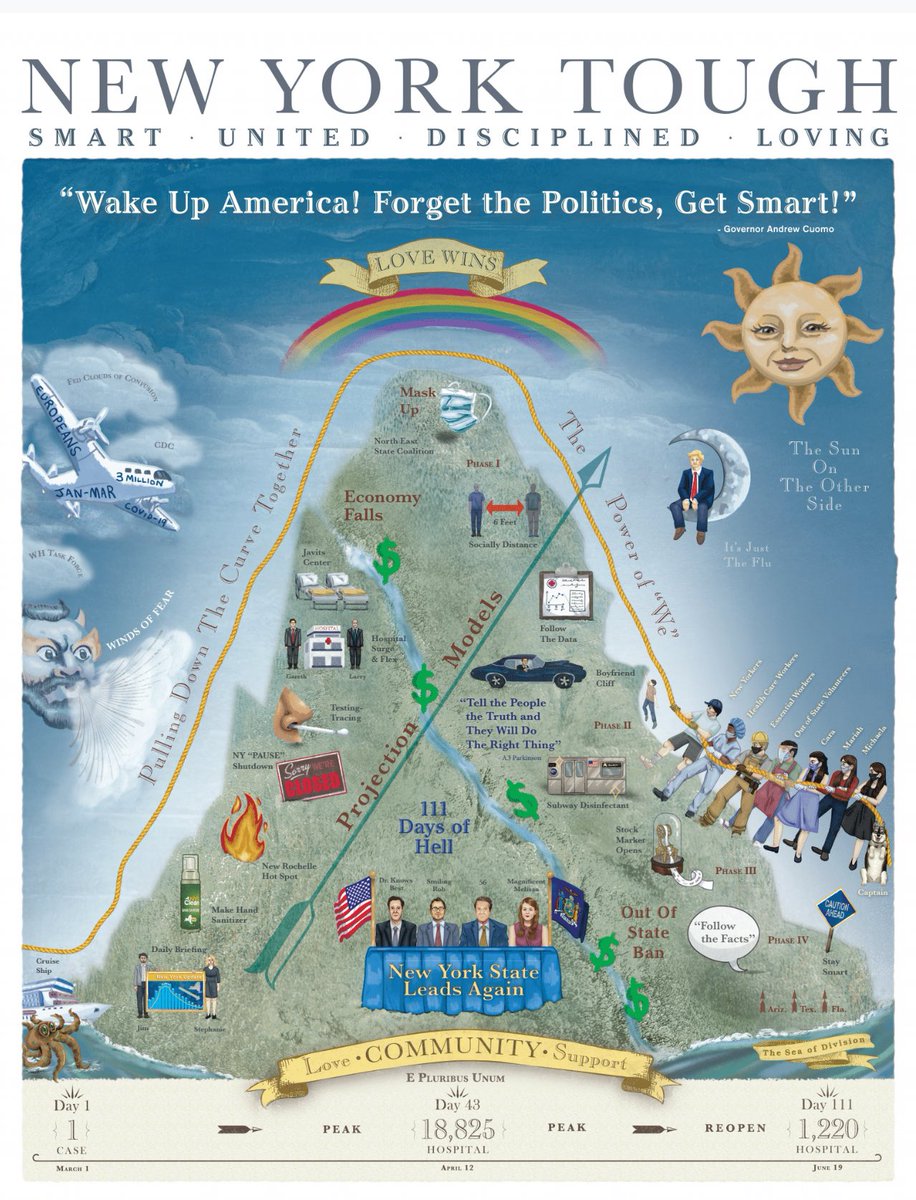 NEW YORK TOUGH
SMART · UNITED · DISCIPLINED · LOVING
“Wake Up America! Forget the Politics, Get Smart!”
- Governor Andrew Cuomo
LOVE WINS
Fed Clouds of Confusion
EUROPEANS
JAN-MAR
3 MILLION
COVID-19
CDC
WH Task Force
WINDS OF FEAR
Pulling Down The Curve Together
The Power of “We”
The Sun
On
The Other
Side
It's Just
The Flu
Mask
Up
North East
State Coalition
Phase I
6 Feet
Socially Distance
Economy
Falls
$
Javits
Center
HOSPITAL
Gareth
Larry
Hospital
Surge
& Flex
$
Follow
The Data
Boyfriend
Cliff
Projection Models
Testing-
Tracing
“Tell the People
the Truth and
They Will Do
The Right Thing”
AJ Parkinson
Phase II
NY “PAUSE”
Shutdown
Sorry WE'RE
CLOSED
Subway Disinfectant
$
111
Days of
Hell
New Rochelle
Hot Spot
Stock
Market
Opens
Phase III
New Yorkers
Health Care Workers
Essential Workers
Out of State Volunteers
Cara
Mariah
Michaela
Captain
Clean
Make Hand
Sanitizer
Dr. Knows
Best
Smiling
Rob
56
Magnificent
Melissa
New York State
Leads Again
Out Of
State
Ban
$
$
“Follow
the Facts”
Phase IV
CAUTION
AHEAD
Stay
Smart
Daily Briefing
New York Update
Jim
Stephanie
Cruise
Ship
Ariz.
Tex.
Fla.
The Sea of Division
Love · COMMUNITY · Support
E Pluribus Unum
Day 1
1
CASE
March 1
PEAK
Day 43
18,825
HOSPITAL
April 12
PEAK
REOPEN
Day 111
1,220
HOSPITAL
June 19